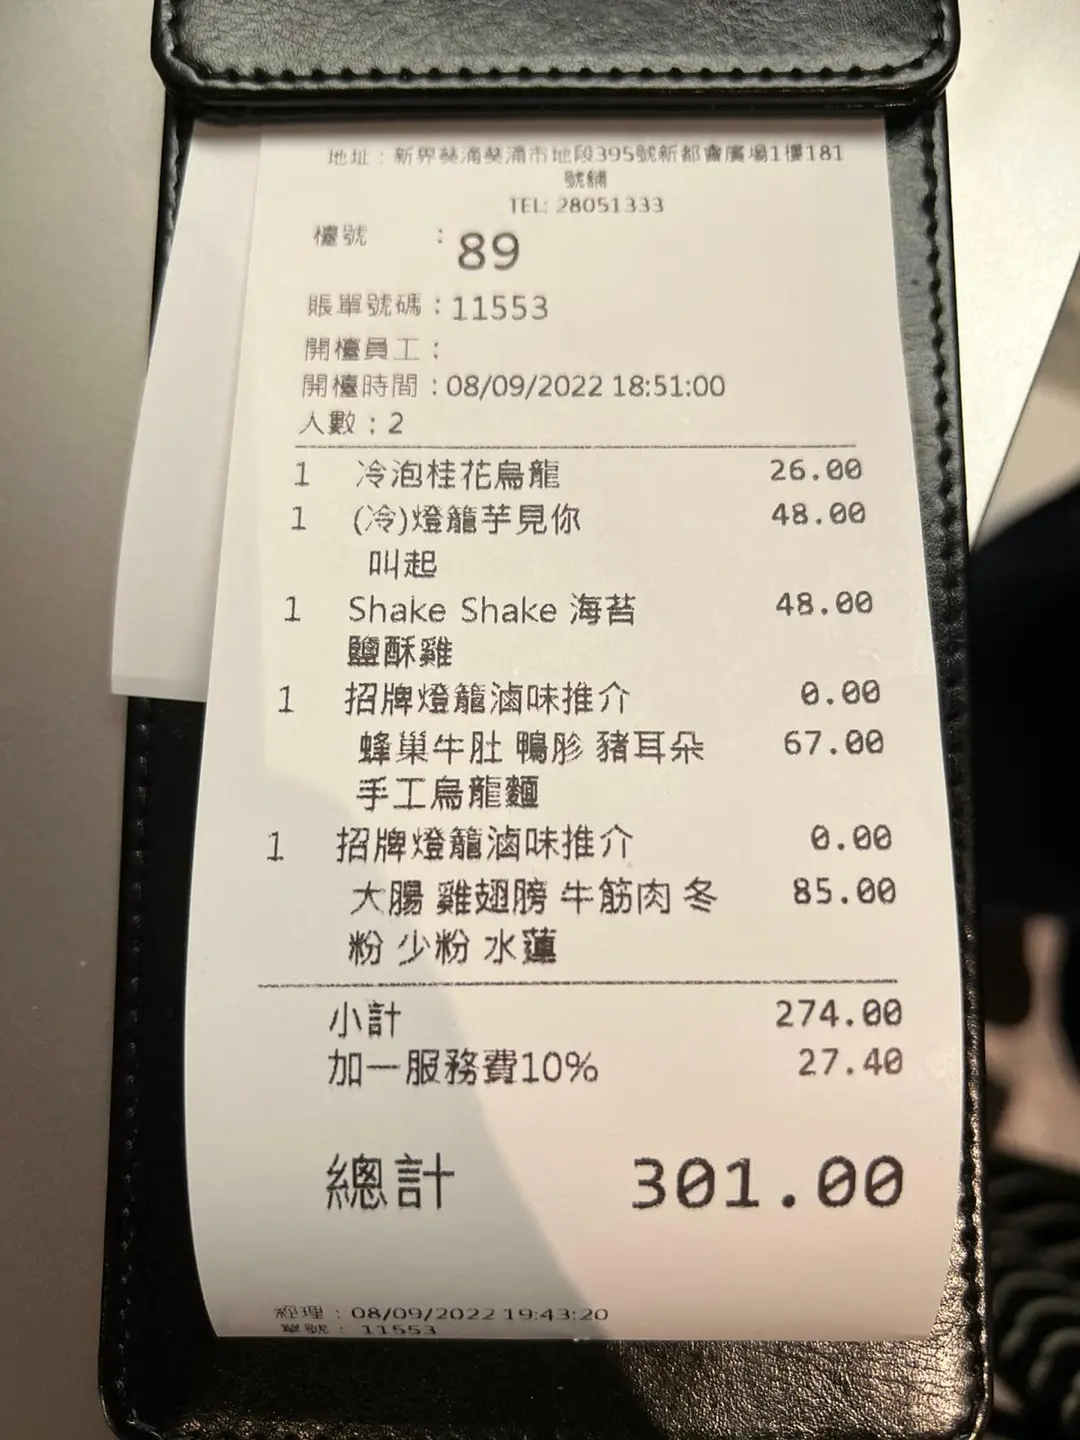 地址：新界葵涌葵涌市地段395號新都會廣場1樓181
號舖
TEL: 28051333
檯號 : 89
賬單號碼：11553
開檯員工：
開檯時間：08/09/2022 18:51:00
人數：2
1 冷泡桂花烏龍 26.00
1 (冷)燈籠芋見你 48.00
叫起
1 Shake Shake 海苔 48.00
鹽酥雞
1 招牌燈籠滷味推介 0.00
蜂巢牛肚 鴨胗 豬耳朵 67.00
手工烏龍麵
1 招牌燈籠滷味推介 0.00
大腸 雞翅膀 牛筋肉 冬 85.00
粉 少粉 水蓮
小計 274.00
加一服務費10% 27.40
總計 301.00
經理：08/09/2022 19:43:20
單號：11553